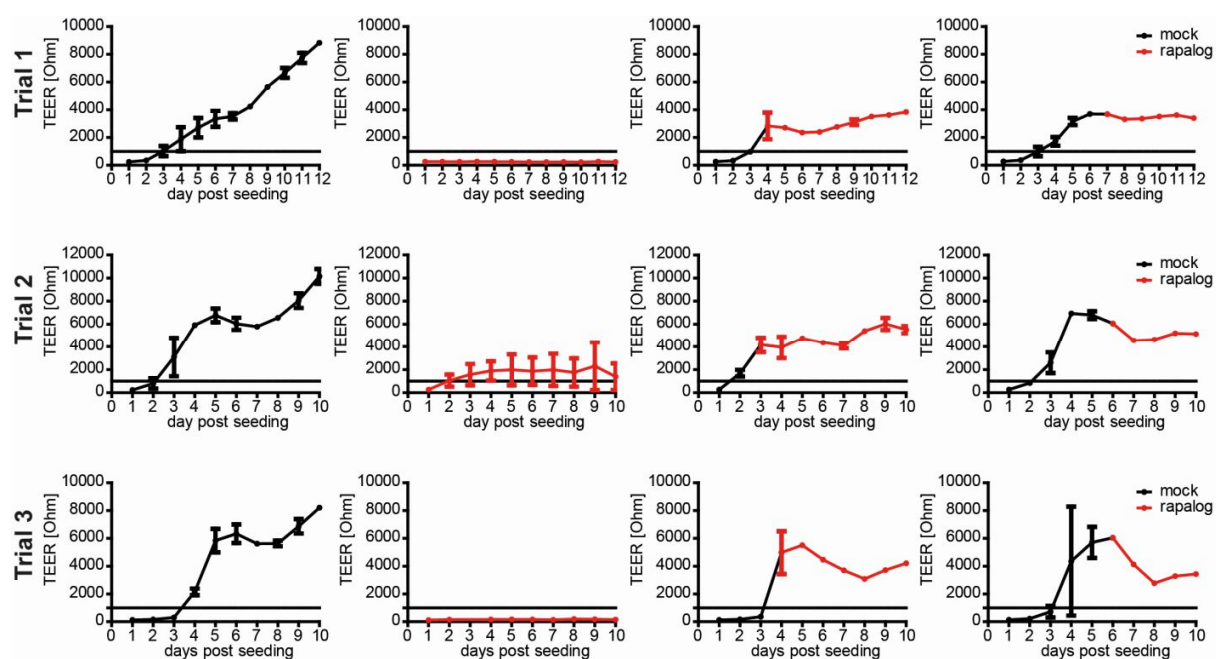 Trial 1
TEER [Ohm]
10000
8000
6000
4000
2000
0
0 1 2 3 4 5 6 7 8 9 10 11 12
day post seeding
TEER [Ohm]
10000
8000
6000
4000
2000
0
0 1 2 3 4 5 6 7 8 9 10 11 12
day post seeding
TEER [Ohm]
10000
8000
6000
4000
2000
0
0 1 2 3 4 5 6 7 8 9 10 11 12
day post seeding
TEER [Ohm]
10000
8000
6000
4000
2000
0
0 1 2 3 4 5 6 7 8 9 10 11 12
day post seeding
mock
rapalog
Trial 2
TEER [Ohm]
12000
10000
8000
6000
4000
2000
0
0 1 2 3 4 5 6 7 8 9 10
day post seeding
TEER [Ohm]
12000
10000
8000
6000
4000
2000
0
0 1 2 3 4 5 6 7 8 9 10
day post seeding
TEER [Ohm]
12000
10000
8000
6000
4000
2000
0
0 1 2 3 4 5 6 7 8 9 10
day post seeding
TEER [Ohm]
12000
10000
8000
6000
4000
2000
0
0 1 2 3 4 5 6 7 8 9 10
day post seeding
mock
rapalog
Trial 3
TEER [Ohm]
10000
8000
6000
4000
2000
0
0 1 2 3 4 5 6 7 8 9 10
days post seeding
TEER [Ohm]
10000
8000
6000
4000
2000
0
0 1 2 3 4 5 6 7 8 9 10
days post seeding
TEER [Ohm]
10000
8000
6000
4000
2000
0
0 1 2 3 4 5 6 7 8 9 10
days post seeding
TEER [Ohm]
10000
8000
6000
4000
2000
0
0 1 2 3 4 5 6 7 8 9 10
days post seeding
mock
rapalog